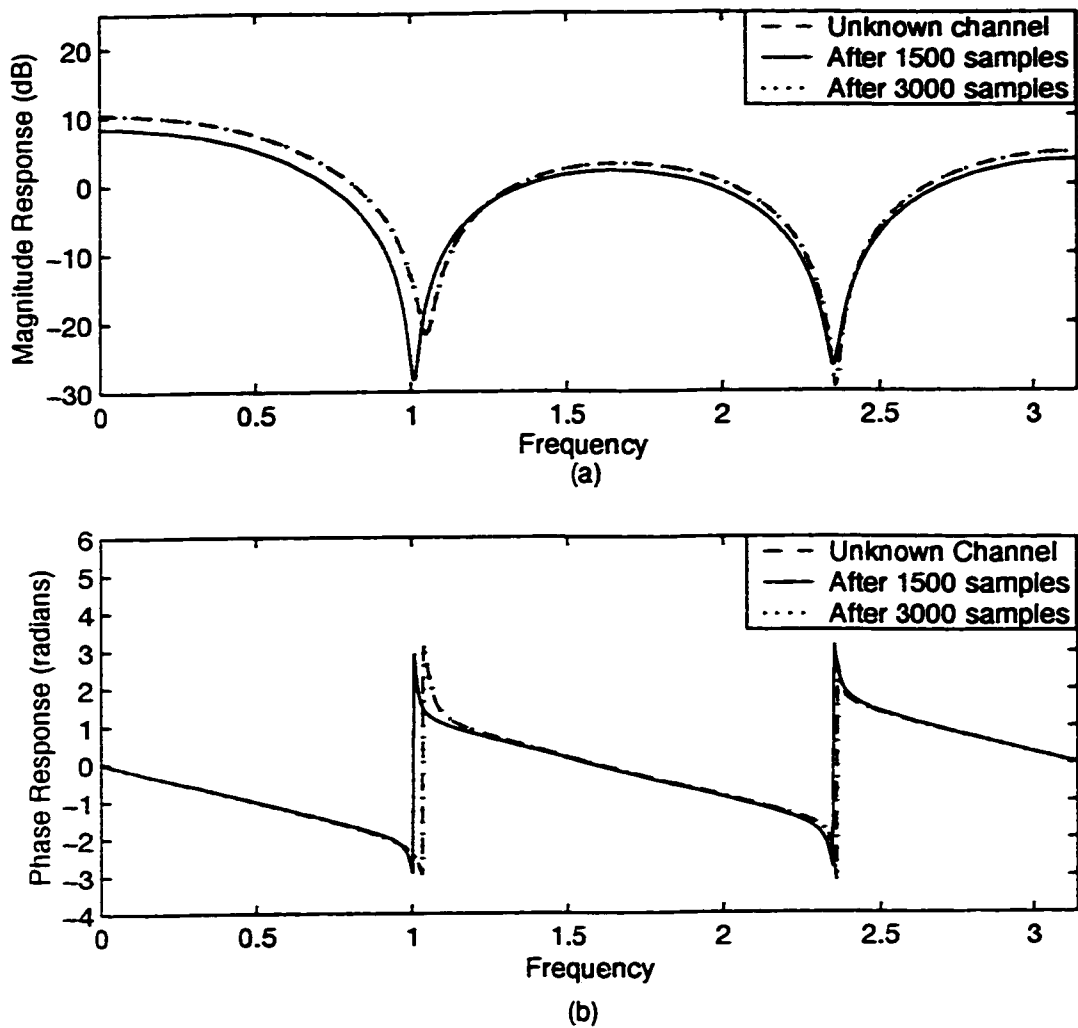 Unknown channel
After 1500 samples
After 3000 samples
Magnitude Response (dB)
20
10
0
−10
−20
−30
0
0.5
1
1.5
2
2.5
3
Frequency
(a)
Unknown Channel
After 1500 samples
After 3000 samples
Phase Response (radians)
6
5
4
3
2
1
0
−1
−2
−3
−4
0
0.5
1
1.5
2
2.5
3
Frequency
(b)